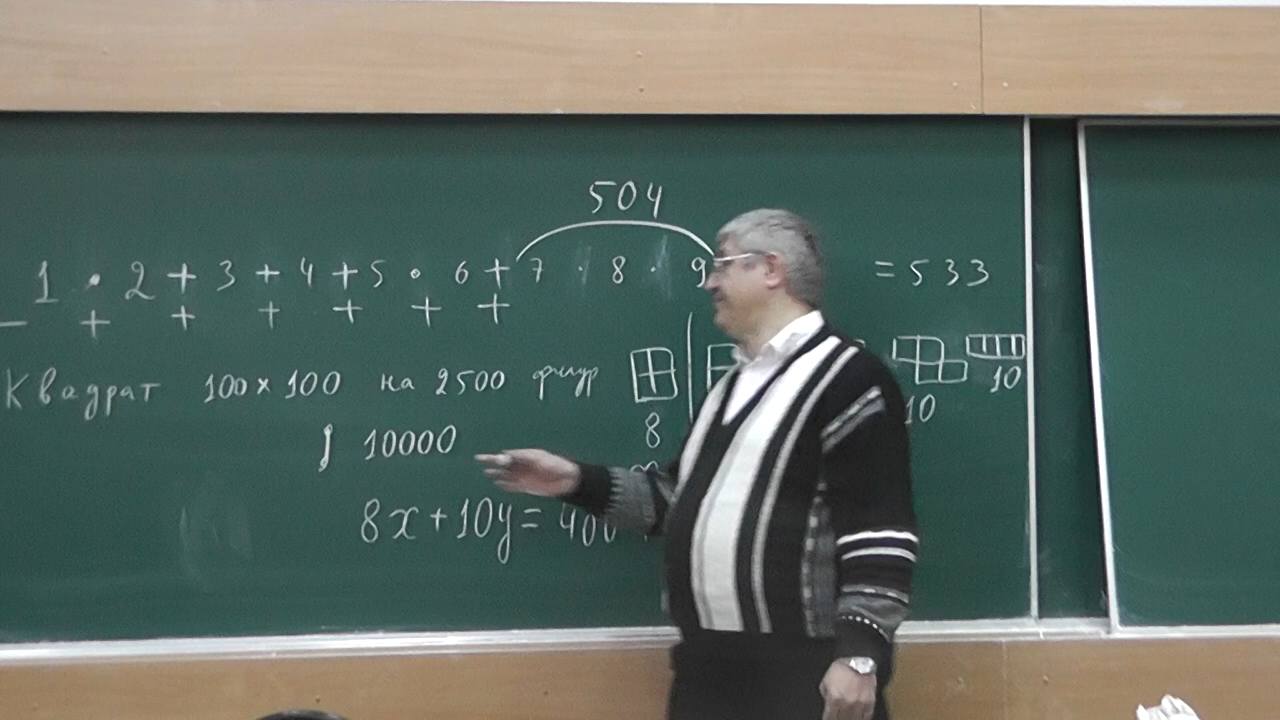 504
1 · 2 + 3 + 4 + 5 · 6 + 7 · 8 · 9 = 533
– + + + + + +
Квадрат 100 x 100 на 2500 фигур
10
8 10
10000
8x + 10y = 400